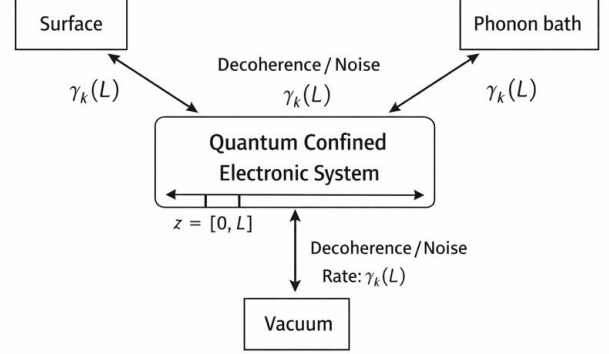 Surface
Phonon bath
Decoherence / Noise
γₖ(L)
γₖ(L)
γₖ(L)
Quantum Confined
Electronic System
z = [0, L]
Decoherence / Noise
Rate: γₖ(L)
Vacuum